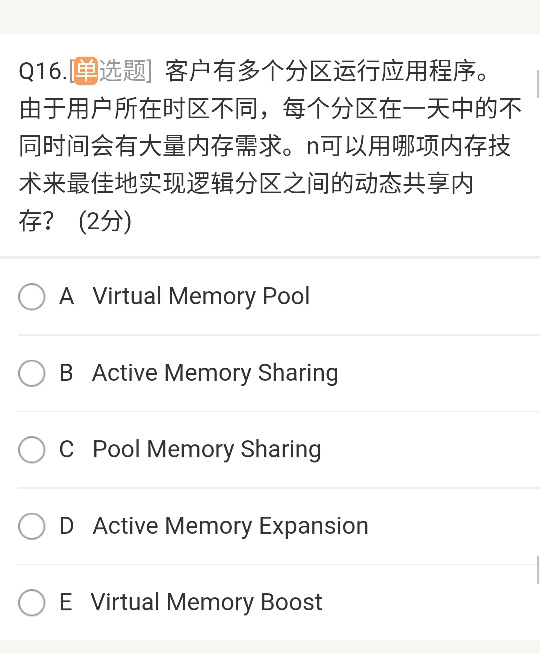 Q16.[单选题] 客户有多个分区运行应用程序。
由于用户所在时区不同，每个分区在一天中的不
同时间会有大量内存需求。n可以用哪项内存技
术来最佳地实现逻辑分区之间的动态共享内
存？ (2分)
A Virtual Memory Pool
B Active Memory Sharing
C Pool Memory Sharing
D Active Memory Expansion
E Virtual Memory Boost